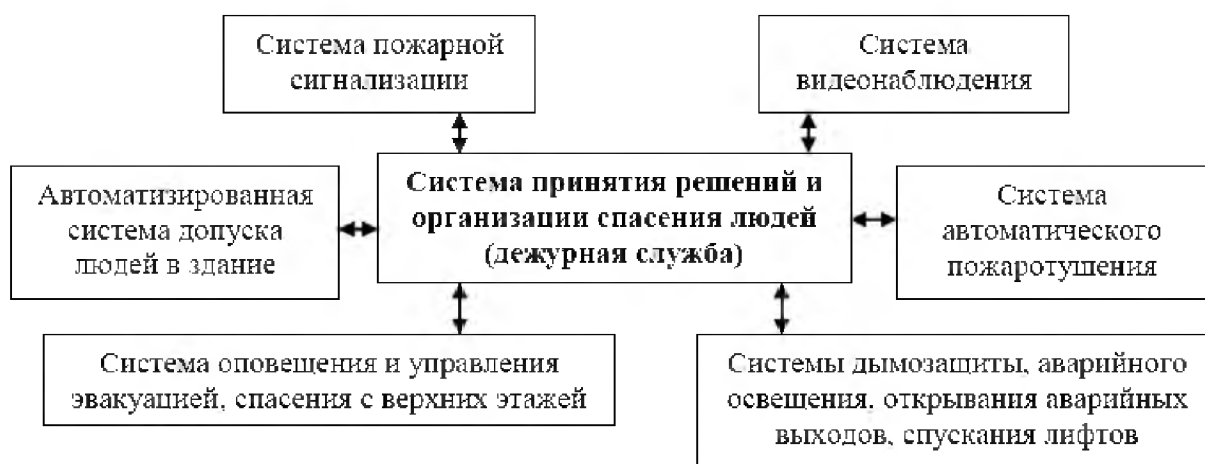 Система пожарной
сигнализации
Система
видеонаблюдения
Автоматизированная
система допуска
людей в здание
Система принятия решений и
организации спасения людей
(дежурная служба)
Система
автоматического
пожаротушения
Система оповещения и управления
эвакуацией, спасения с верхних этажей
Системы дымозащиты, аварийного
освещения, открывания аварийных
выходов, спускания лифтов